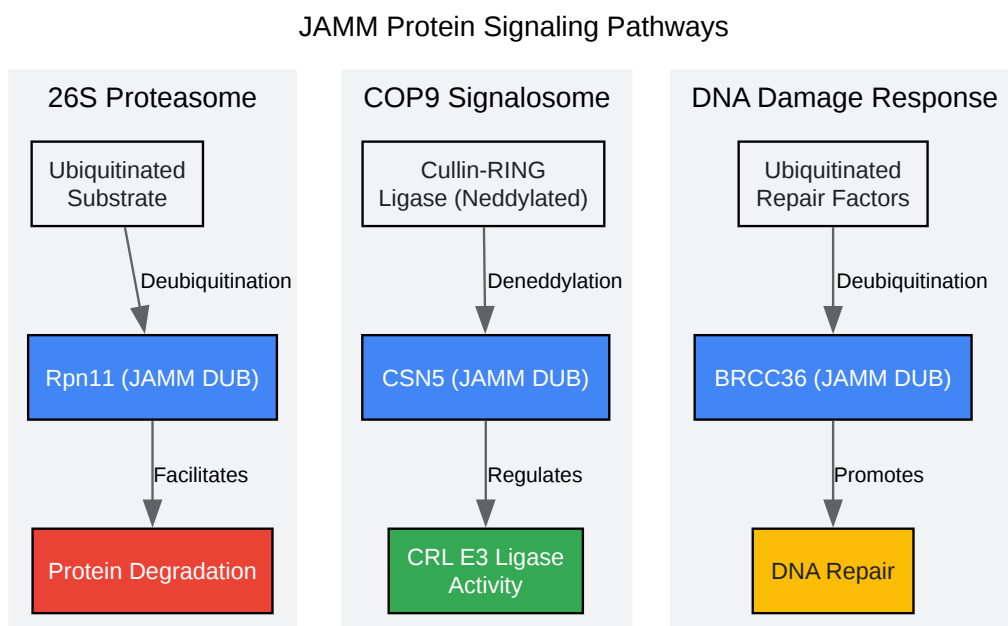 JAMM Protein Signaling Pathways
26S Proteasome
Ubiquitinated
Substrate
Deubiquitination
Rpn11 (JAMM DUB)
Facilitates
Protein Degradation
COP9 Signalosome
Cullin-RING
Ligase (Neddylated)
Deneddylation
CSN5 (JAMM DUB)
Regulates
CRL E3 Ligase
Activity
DNA Damage Response
Ubiquitinated
Repair Factors
Deubiquitination
BRCC36 (JAMM DUB)
Promotes
DNA Repair